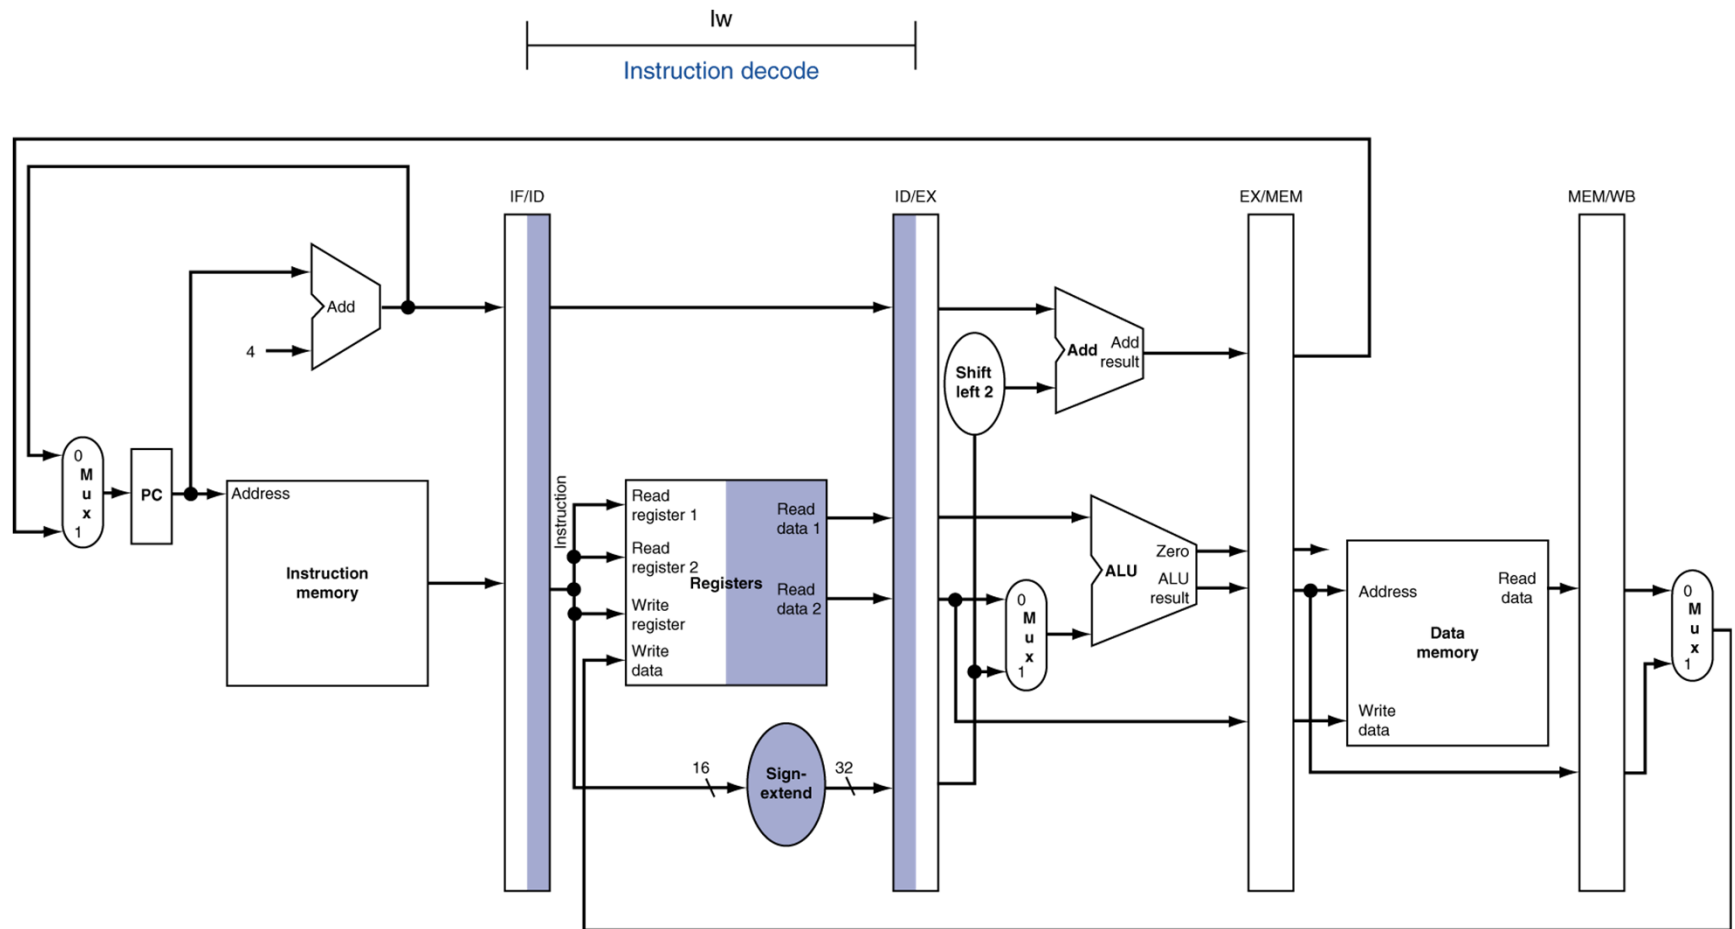 lw
Instruction decode
IF/ID
ID/EX
EX/MEM
MEM/WB
Add
4
Add
Add
result
Shift
left 2
0
M
u
x
1
PC
Address
Instruction
memory
Instruction
Read
register 1
Read
register 2
Write
register
Write
data
Registers
Read
data 1
Read
data 2
16
Sign-
extend
32
0
M
u
x
1
Zero
ALU
ALU
result
Address
Read
data
Data
memory
Write
data
0
M
u
x
1